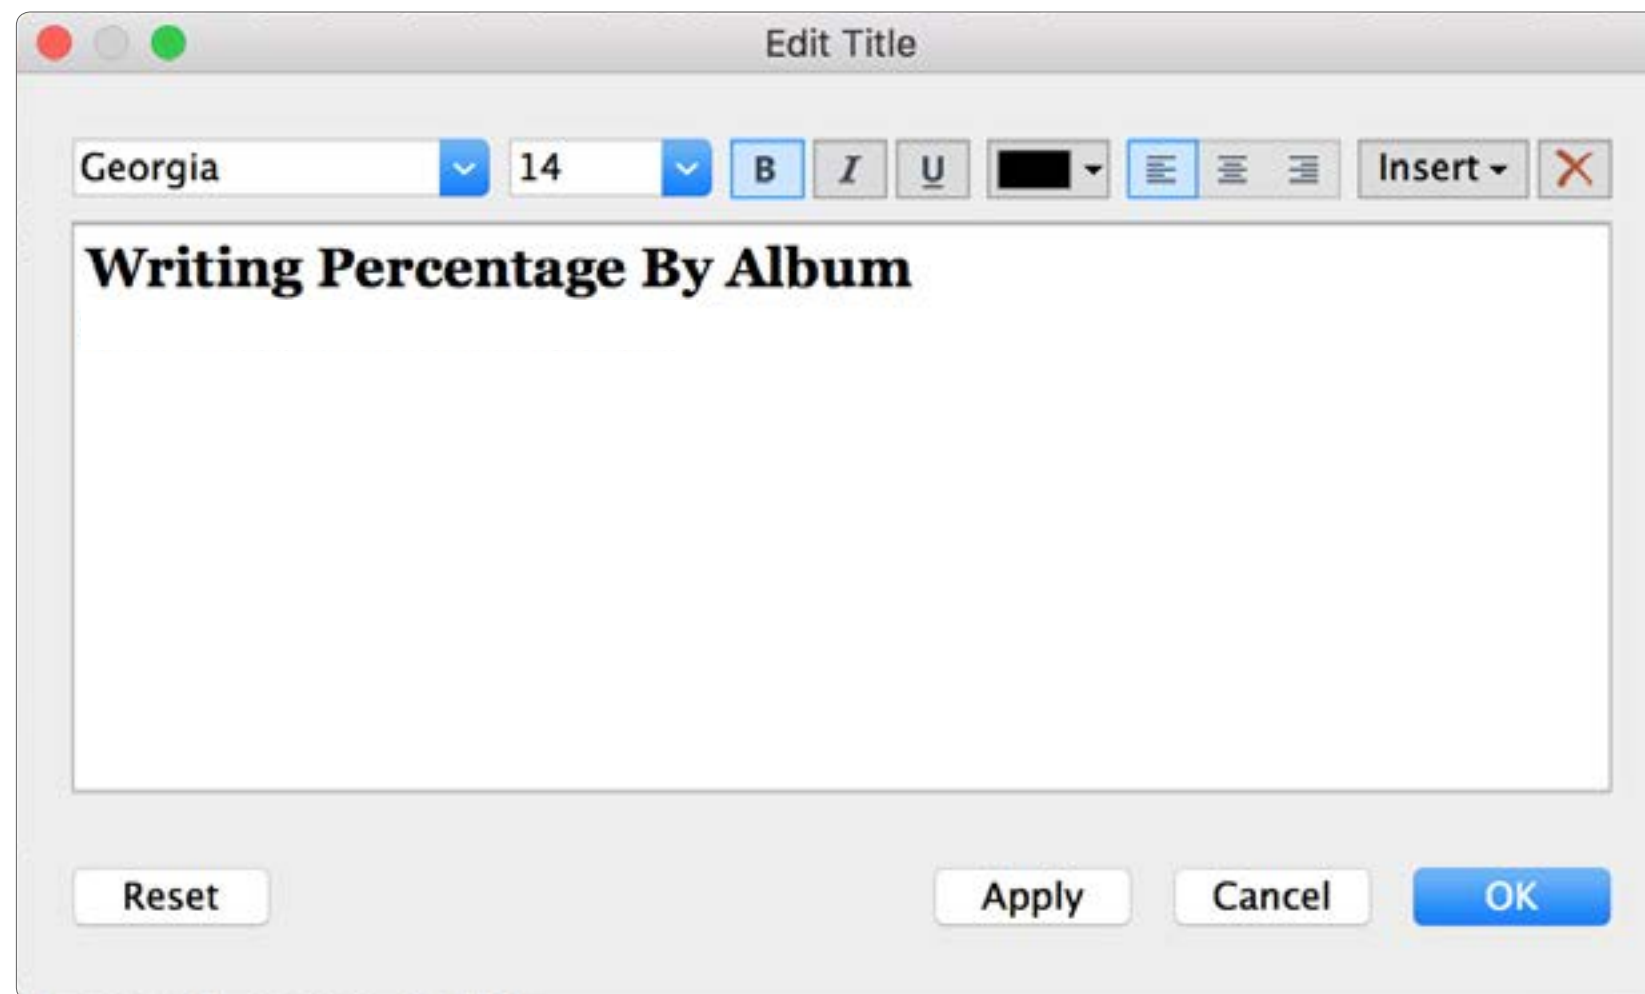 Edit Title
Georgia 14 B I U Insert
Writing Percentage By Album
Reset Apply Cancel OK